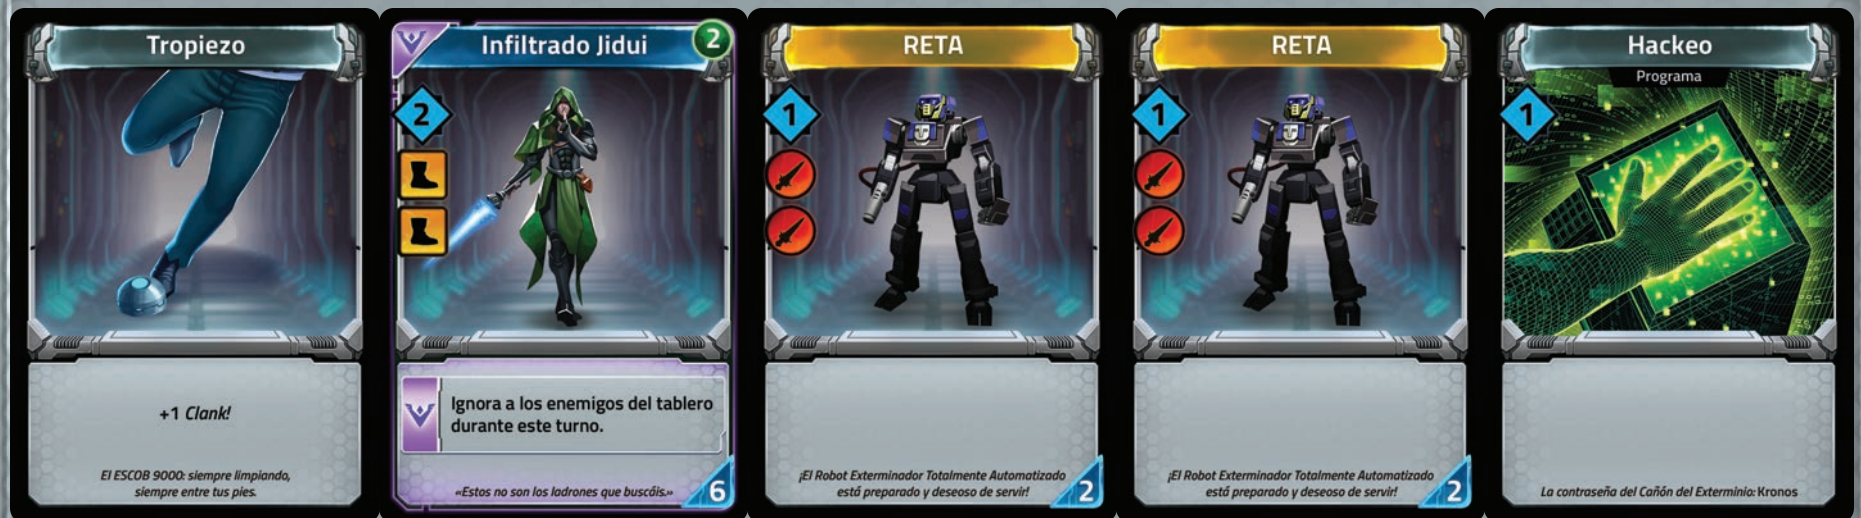 Tropiezo
+1 Clank!
El ESCOB 9000: siempre limpiando,
siempre entre tus pies.
Infiltrado Jidui
2
2
Ignora a los enemigos del tablero
durante este turno.
«Estos no son los ladrones que buscáis.»
6
RETA
1
¡El Robot Exterminador Totalmente Automatizado
está preparado y deseoso de servir!
2
RETA
1
¡El Robot Exterminador Totalmente Automatizado
está preparado y deseoso de servir!
2
Hackeo
Programa
1
La contraseña del Cañón del Exterminio: Kronos